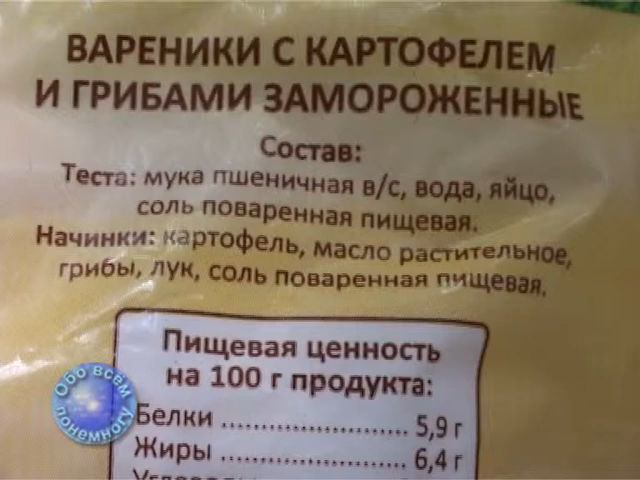 ВАРЕНИКИ С КАРТОФЕЛЕМ
И ГРИБАМИ ЗАМОРОЖЕННЫЕ
Состав:
Теста: мука пшеничная в/с, вода, яйцо,
соль поваренная пищевая.
Начинки: картофель, масло растительное,
грибы, лук, соль поваренная пищевая.
Пищевая ценность
на 100 г продукта:
Белки ........................... 5,9 г
Жиры ........................... 6,4 г
Обо всём
понемногу